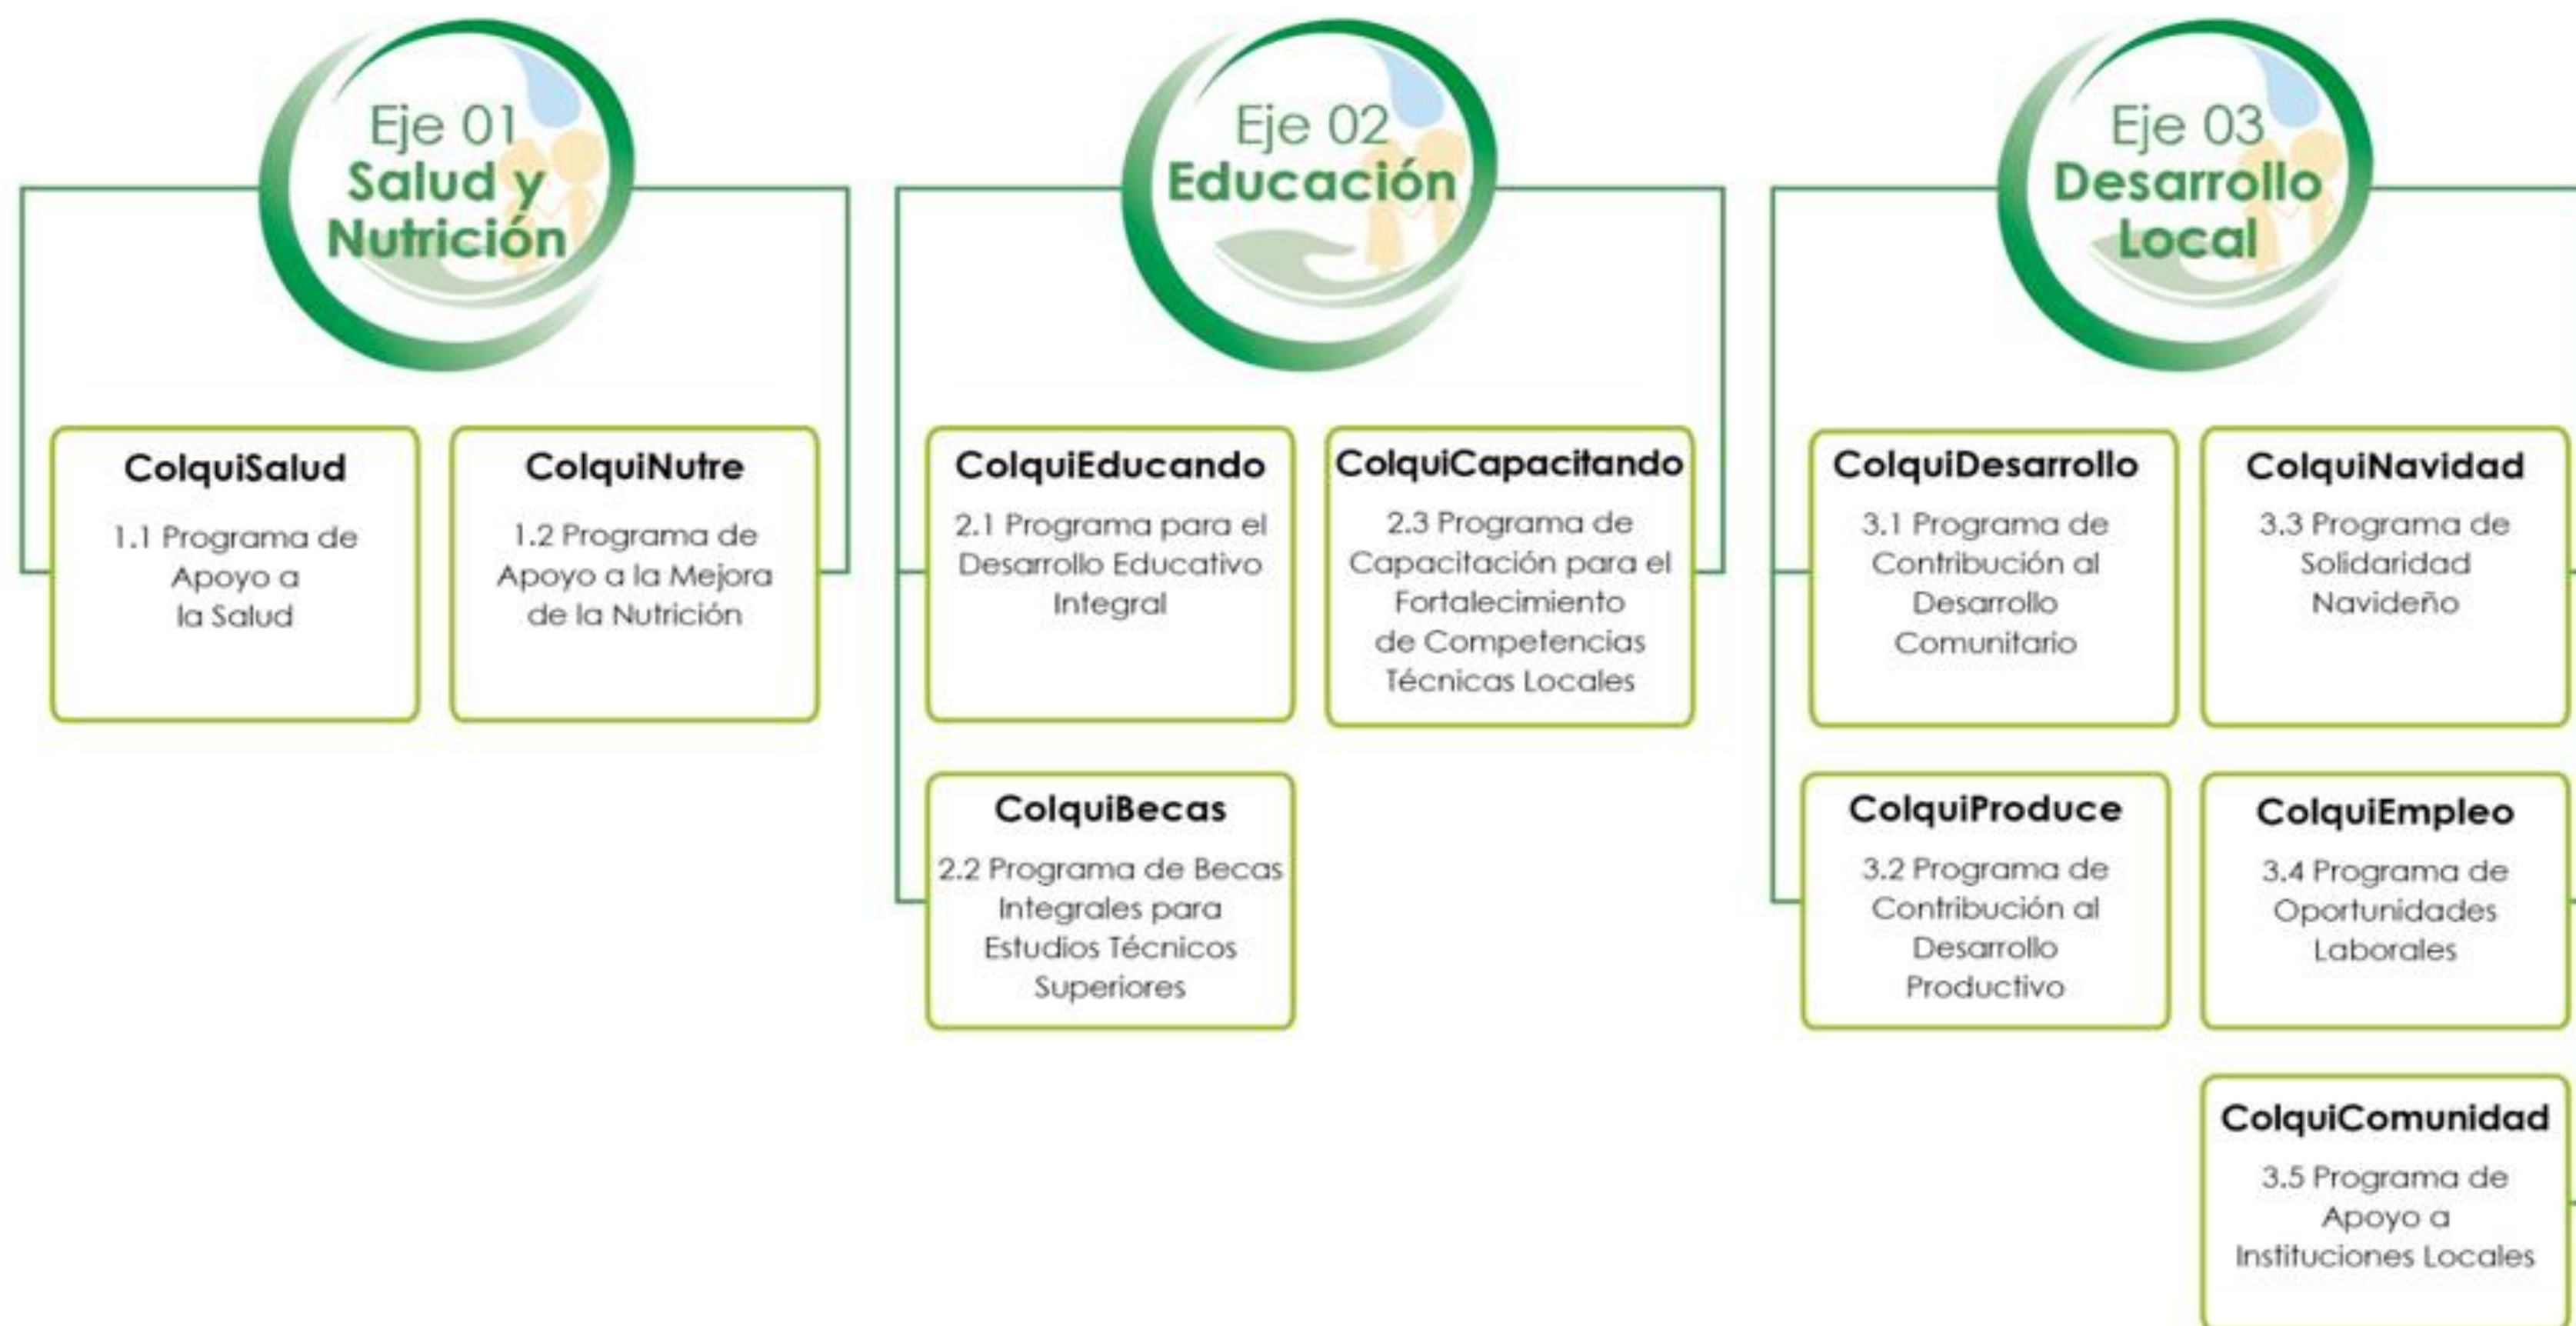 Eje 01
Salud y
Nutrición
ColquiSalud
1.1 Programa de
Apoyo a
la Salud
ColquiNutre
1.2 Programa de
Apoyo a la Mejora
de la Nutrición
Eje 02
Educación
ColquiEducando
2.1 Programa para el
Desarrollo Educativo
Integral
ColquiBecas
2.2 Programa de Becas
Integrales para
Estudios Técnicos
Superiores
ColquiCapacitando
2.3 Programa de
Capacitación para el
Fortalecimiento
de Competencias
Técnicas Locales
Eje 03
Desarrollo
Local
ColquiDesarrollo
3.1 Programa de
Contribución al
Desarrollo
Comunitario
ColquiProduce
3.2 Programa de
Contribución al
Desarrollo
Productivo
ColquiNavidad
3.3 Programa de
Solidaridad
Navideño
ColquiEmpleo
3.4 Programa de
Oportunidades
Laborales
ColquiComunidad
3.5 Programa de
Apoyo a
Instituciones Locales